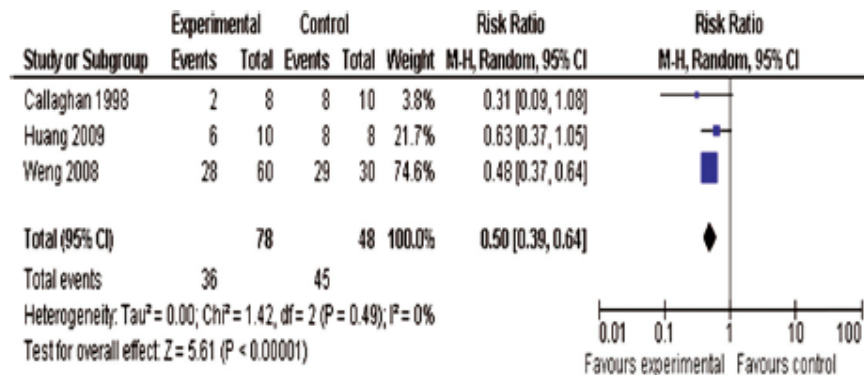 Experimental Control Risk Ratio Risk Ratio
Study or Subgroup Events Total Events Total Weight M-H, Random, 95% CI M-H, Random, 95% CI
Callaghan 1998 2 8 8 10 3.8% 0.31 [0.09, 1.08]
Huang 2009 6 10 8 8 21.7% 0.63 [0.37, 1.05]
Weng 2008 28 60 29 30 74.6% 0.48 [0.37, 0.64]
Total (95% CI) 78 48 100.0% 0.50 [0.39, 0.64]
Total events 36 45
Heterogeneity: Tau² = 0.00; Chi² = 1.42, df = 2 (P = 0.49); I² = 0%
Test for overall effect: Z = 5.61 (P < 0.00001)
0.01 0.1 1 10 100
Favours experimental Favours control